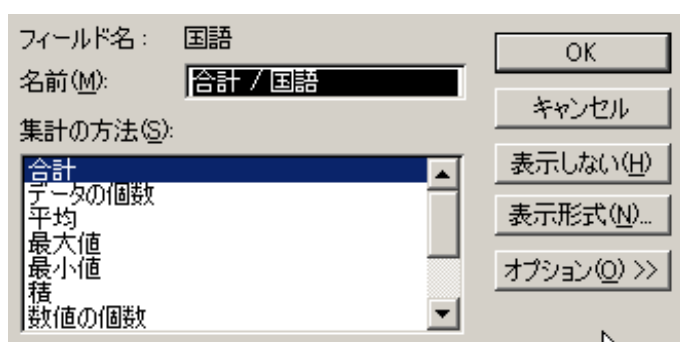 フィールド名： 国語
名前(M): 合計 / 国語
集計の方法(S):
合計
データの個数
平均
最大値
最小値
積
数値の個数
OK
キャンセル
表示しない(H)
表示形式(N)...
オプション(O) >>